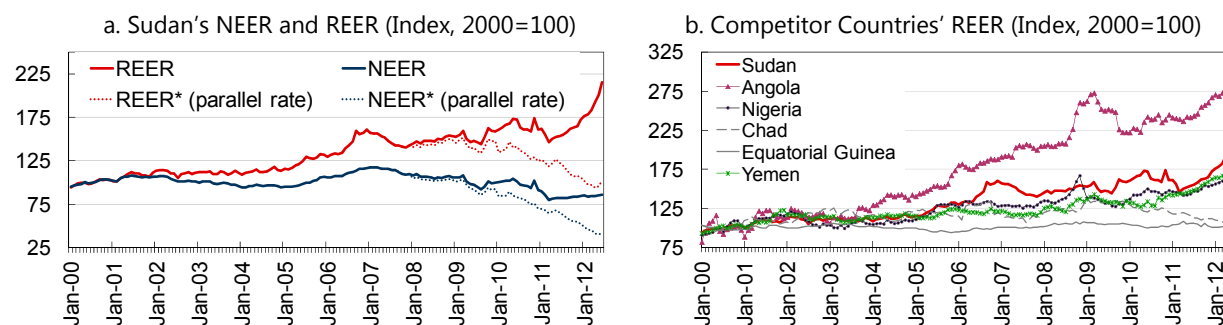 a. Sudan's NEER and REER (Index, 2000=100)
225
175
125
75
25
REER
NEER
REER* (parallel rate)
NEER* (parallel rate)
Jan-00
Jan-01
Jan-02
Jan-03
Jan-04
Jan-05
Jan-06
Jan-07
Jan-08
Jan-09
Jan-10
Jan-11
Jan-12
b. Competitor Countries' REER (Index, 2000=100)
325
275
225
175
125
75
Sudan
Angola
Nigeria
Chad
Equatorial Guinea
Yemen
Jan-00
Jan-01
Jan-02
Jan-03
Jan-04
Jan-05
Jan-06
Jan-07
Jan-08
Jan-09
Jan-10
Jan-11
Jan-12